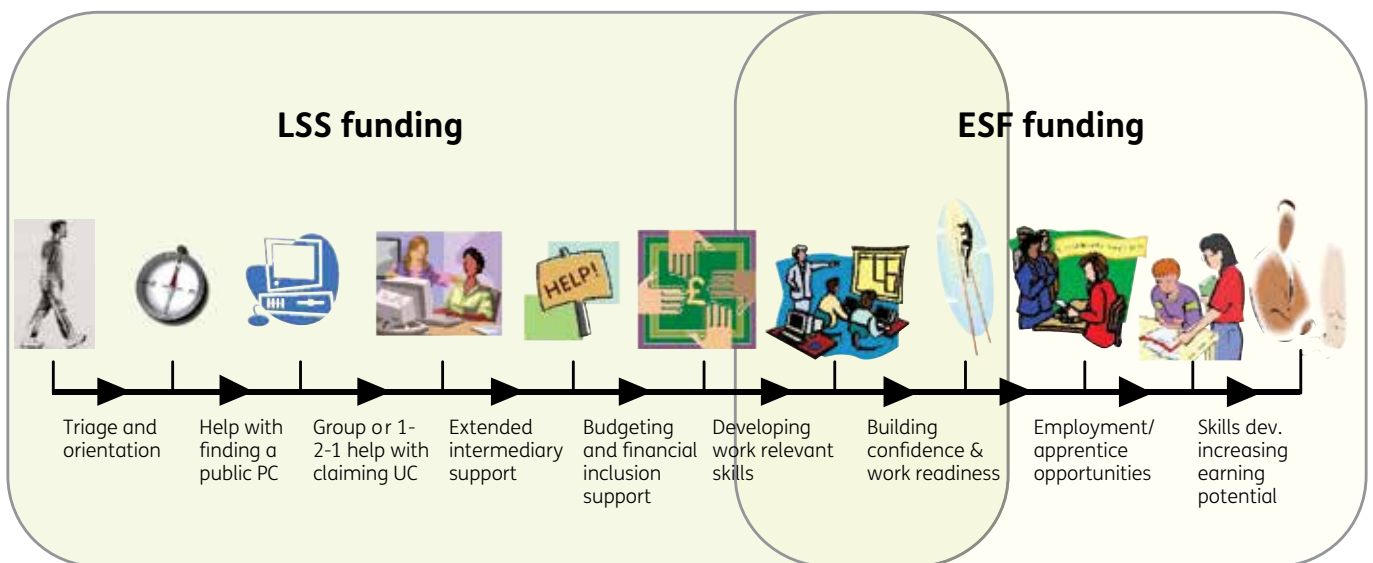 LSS funding
ESF funding
HELP!
£
Triage and
orientation
Help with
finding a
public PC
Group or 1-
2-1 help with
claiming UC
Extended
intermediary
support
Budgeting
and financial
inclusion
support
Developing
work relevant
skills
Building
confidence &
work readiness
Employment/
apprentice
opportunities
Skills dev.
increasing
earning
potential